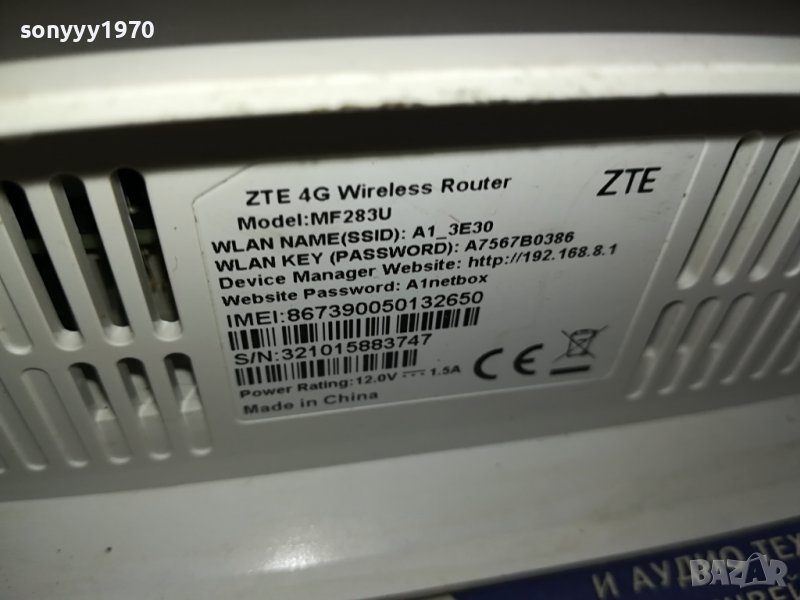 sonyyy1970
ZTE 4G Wireless Router
ZTE
Model:MF283U
WLAN NAME(SSID): A1_3E30
WLAN KEY (PASSWORD): A7567B0386
Device Manager Website: http://192.168.8.1
Website Password: A1netbox
IMEI:867390050132650
S/N:321015883747
Power Rating:12.0V⎓1.5A
CE
Made in China
И АУДИО ТЕХ
BAZAR